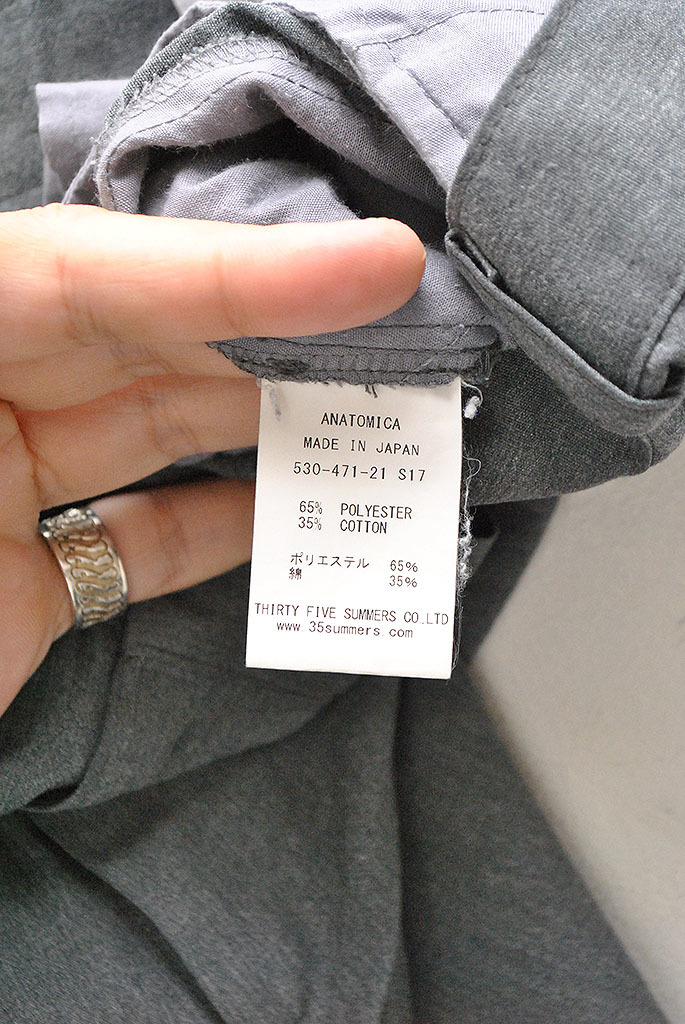 ANATOMICA
MADE IN JAPAN
530-471-21 S17
65% POLYESTER
35% COTTON
ポリエステル 65%
綿 35%
THIRTY FIVE SUMMERS CO.,LTD
www.35summers.com